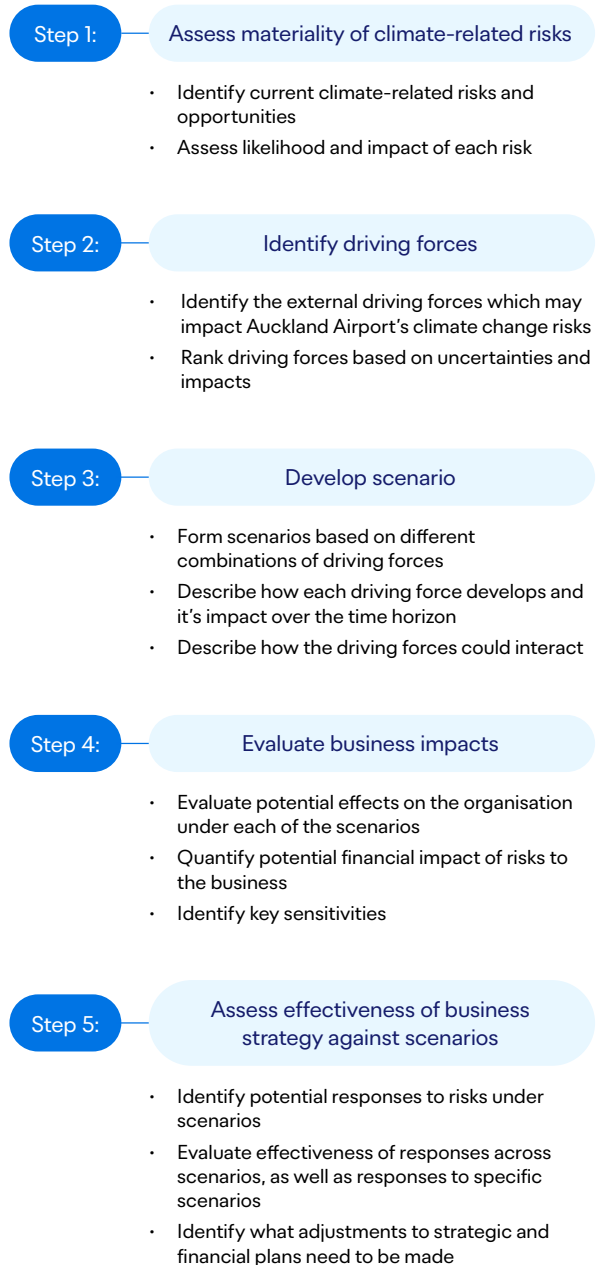 Step 1:
Assess materiality of climate-related risks
• Identify current climate-related risks and
opportunities
• Assess likelihood and impact of each risk
Step 2:
Identify driving forces
• Identify the external driving forces which may
impact Auckland Airport’s climate change risks
• Rank driving forces based on uncertainties and
impacts
Step 3:
Develop scenario
• Form scenarios based on different
combinations of driving forces
• Describe how each driving force develops and
it’s impact over the time horizon
• Describe how the driving forces could interact
Step 4:
Evaluate business impacts
• Evaluate potential effects on the organisation
under each of the scenarios
• Quantify potential financial impact of risks to
the business
• Identify key sensitivities
Step 5:
Assess effectiveness of business
strategy against scenarios
• Identify potential responses to risks under
scenarios
• Evaluate effectiveness of responses across
scenarios, as well as responses to specific
scenarios
• Identify what adjustments to strategic and
financial plans need to be made